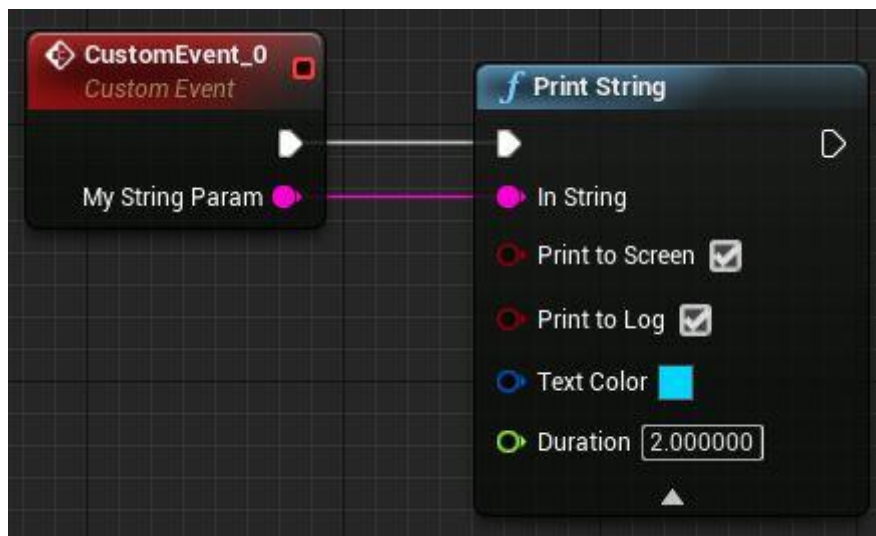 CustomEvent_0
Custom Event
My String Param
Print String
In String
Print to Screen
Print to Log
Text Color
Duration 2.000000